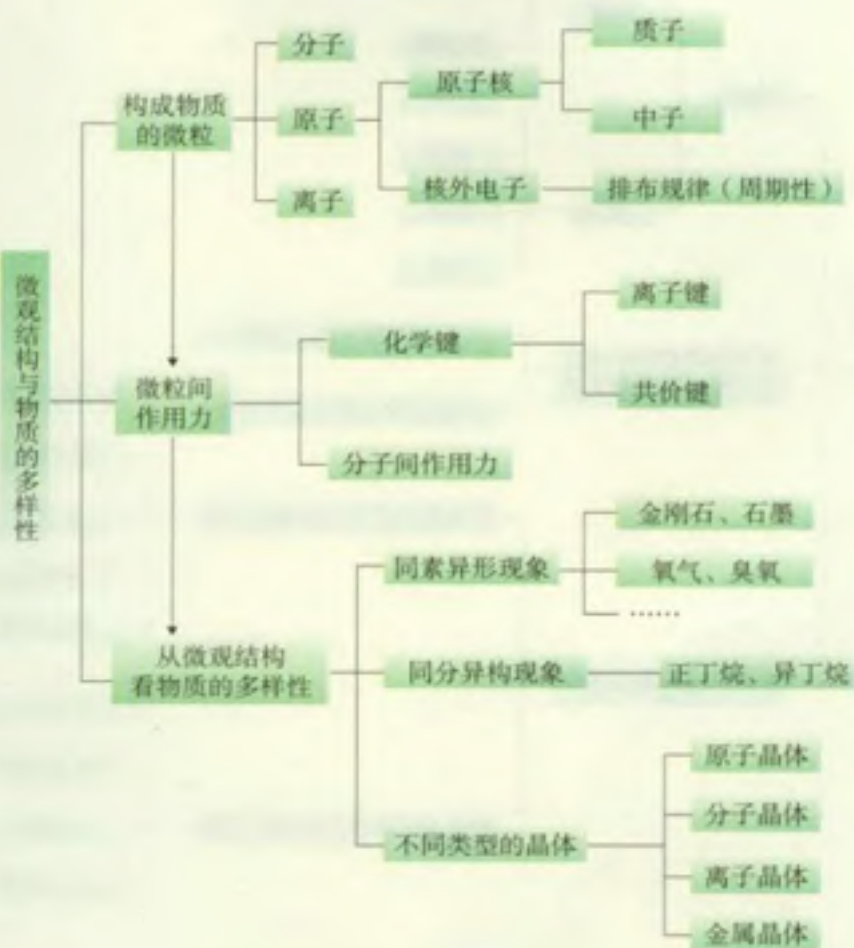 微观结构与物质的多样性
构成物质
的微粒
分子
原子
离子
原子核
核外电子
质子
中子
排布规律（周期性）
微粒间
作用力
化学键
分子间作用力
离子键
共价键
从微观结构
看物质的多样性
同素异形现象
金刚石、石墨
氧气、臭氧
……
同分异构现象
正丁烷、异丁烷
不同类型的晶体
原子晶体
分子晶体
离子晶体
金属晶体